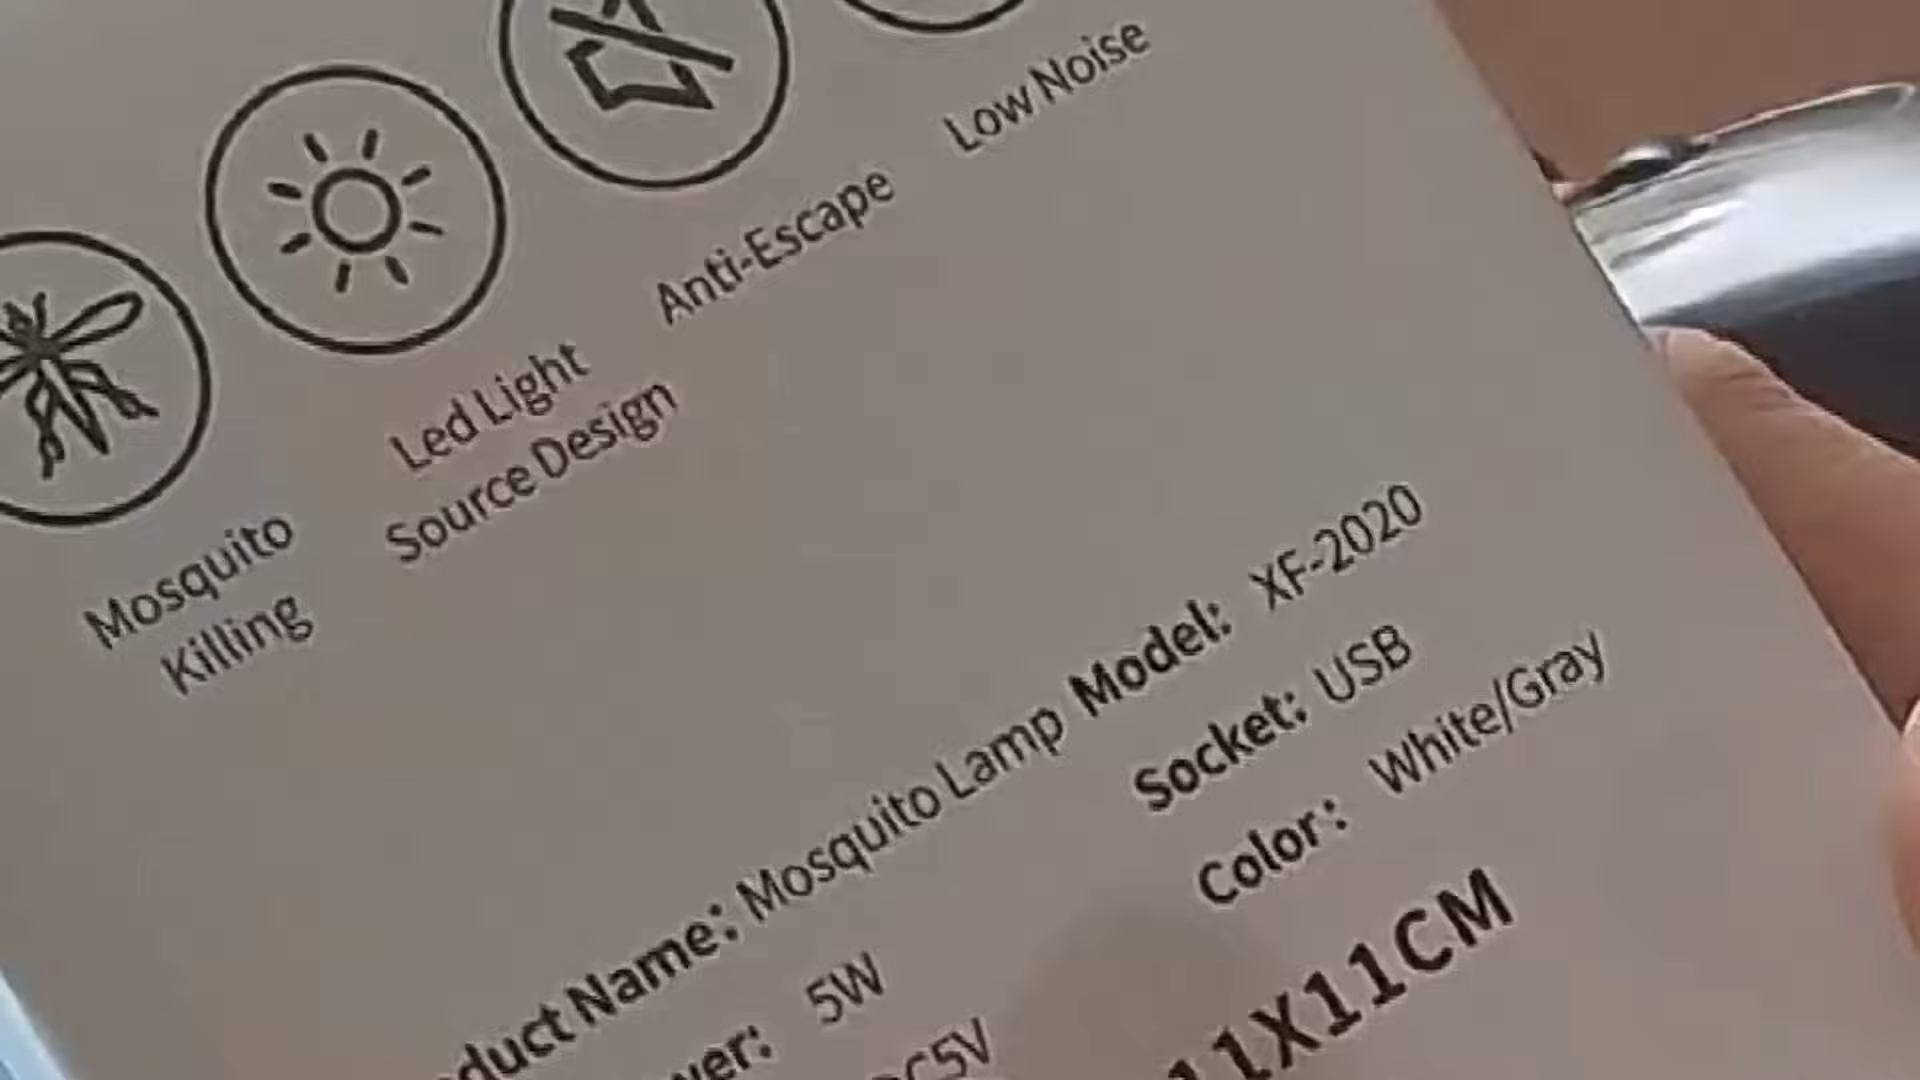 Mosquito
Killing
Led Light
Source Design
Anti-Escape
Low Noise
Name: Mosquito Lamp Model: XF-2020
5W Socket: USB
Color: White/Gray
11X11CM